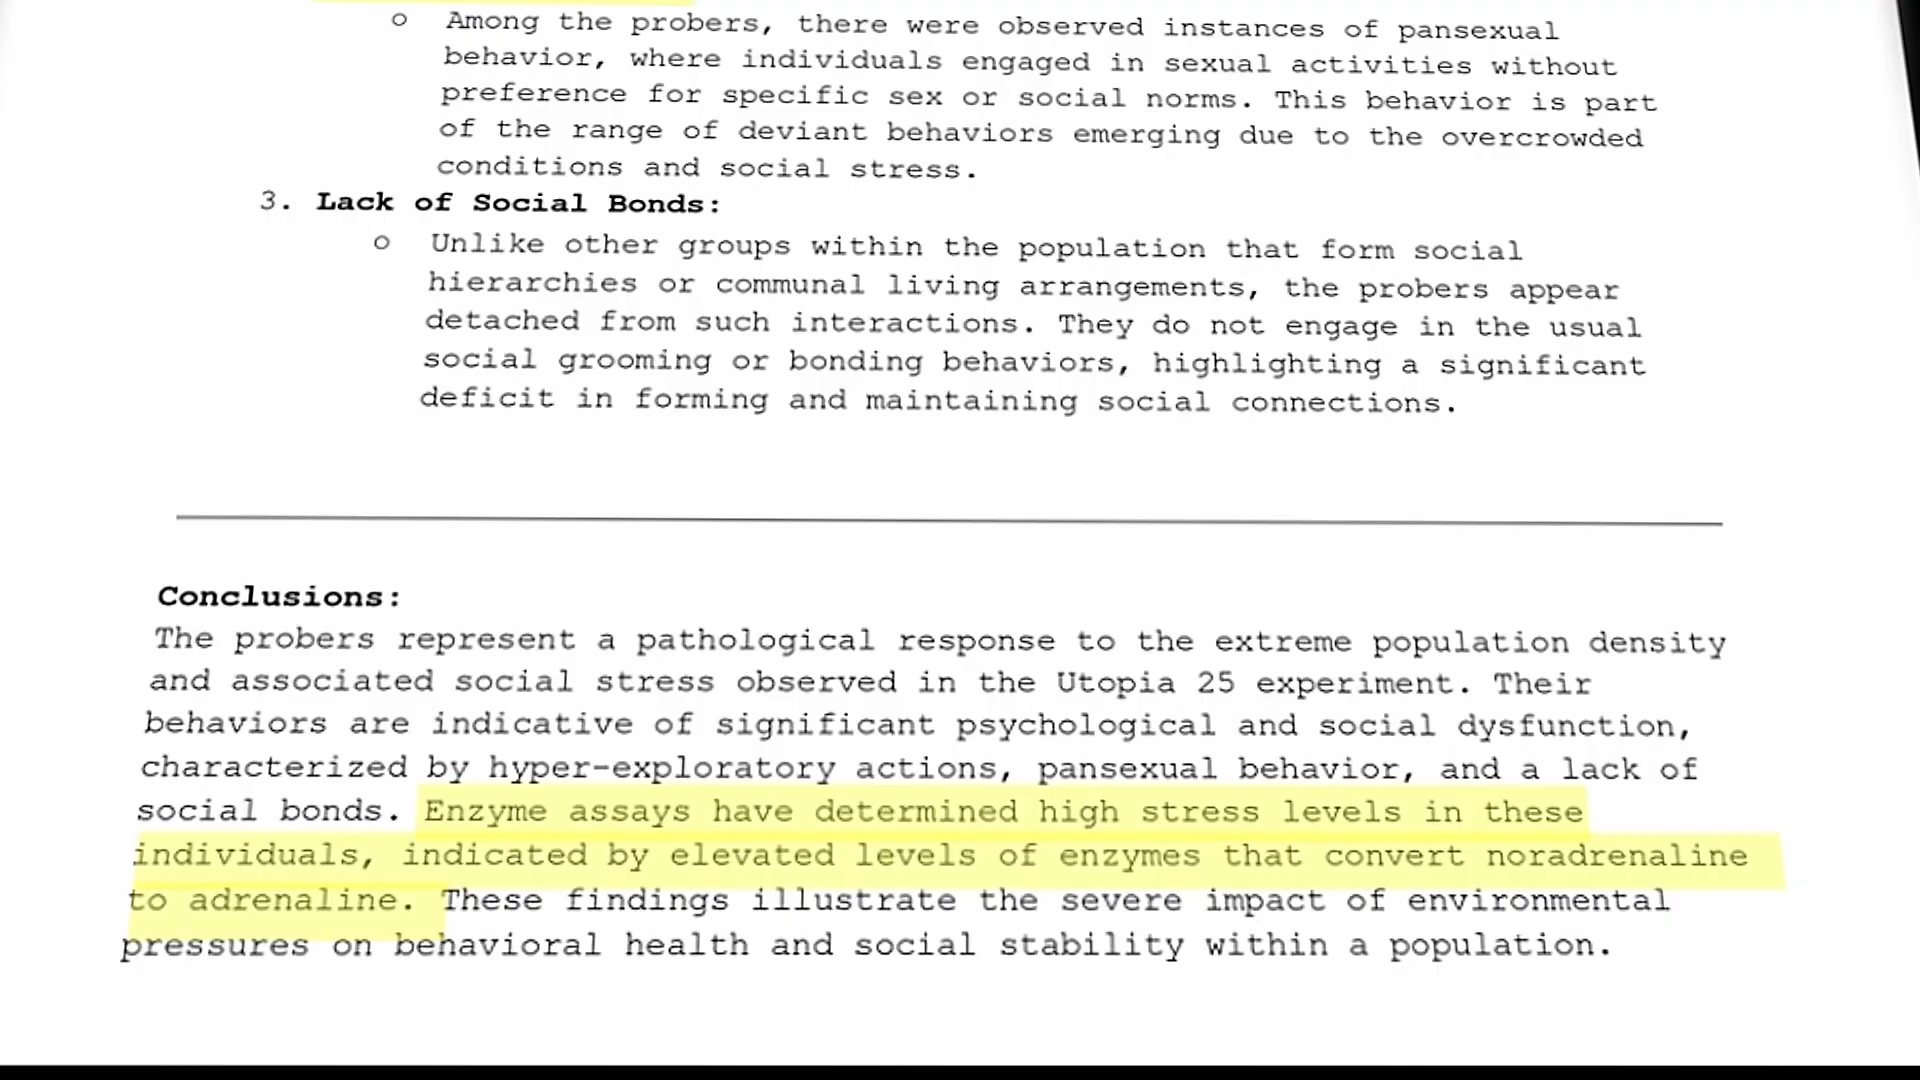 o Among the probers, there were observed instances of pansexual
behavior, where individuals engaged in sexual activities without
preference for specific sex or social norms. This behavior is part
of the range of deviant behaviors emerging due to the overcrowded
conditions and social stress.
3. Lack of Social Bonds:
o Unlike other groups within the population that form social
hierarchies or communal living arrangements, the probers appear
detached from such interactions. They do not engage in the usual
social grooming or bonding behaviors, highlighting a significant
deficit in forming and maintaining social connections.
Conclusions:
The probers represent a pathological response to the extreme population density
and associated social stress observed in the Utopia 25 experiment. Their
behaviors are indicative of significant psychological and social dysfunction,
characterized by hyper-exploratory actions, pansexual behavior, and a lack of
social bonds. Enzyme assays have determined high stress levels in these
individuals, indicated by elevated levels of enzymes that convert noradrenaline
to adrenaline. These findings illustrate the severe impact of environmental
pressures on behavioral health and social stability within a population.